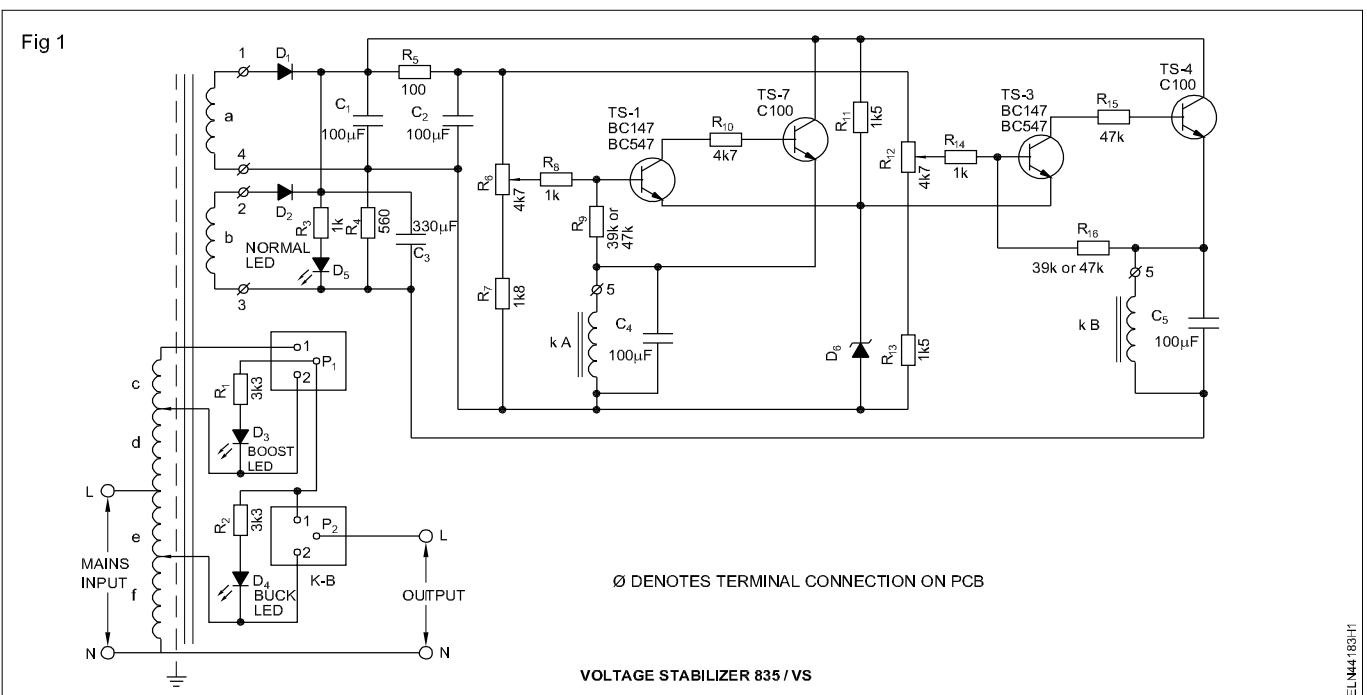 Fig 1
1
D1
R5
100
C1
100µF
C2
100µF
a
4
2
D2
b
3
NORMAL
LED
R3
1k
D5
R4
560
330µF
C3
R6
4k7
R7
1k8
R8
1k
R9
39k or
47k
5
k A
C4
100µF
TS-1
BC147
BC547
R10
4k7
TS-7
C100
R11
1k5
D6
R12
4k7
R13
1k5
R14
1k
TS-3
BC147
BC547
R15
47k
TS-4
C100
R16
39k or 47k
5
k B
C5
100µF
c
d
e
f
R1
3k3
D3
BOOST
LED
1
P1
2
R2
3k3
D4
BUCK
LED
1
P2
2
K-B
L
MAINS
INPUT
N
L
OUTPUT
N
Ø DENOTES TERMINAL CONNECTION ON PCB
VOLTAGE STABILIZER 835 / VS
ELN44183H1